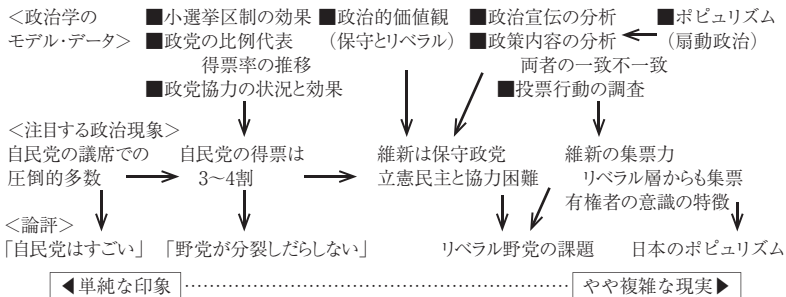 <政治学の
モデル・データ>
■小選挙区制の効果
■政党の比例代表
得票率の推移
■政党協力の状況と効果
■政治的価値観
(保守とリベラル)
■政治宣伝の分析
■政策内容の分析
両者の一致不一致
■投票行動の調査
■ポピュリズム
(扇動政治)
<注目する政治現象>
自民党の議席での
圧倒的多数
自民党の得票は
3~4割
維新は保守政党
立憲民主と協力困難
維新の集票力
リベラル層からも集票
有権者の意識の特徴
<論評>
「自民党はすごい」
「野党が分裂しだらしない」
リベラル野党の課題
日本のポピュリズム
◀単純な印象
やや複雑な現実▶